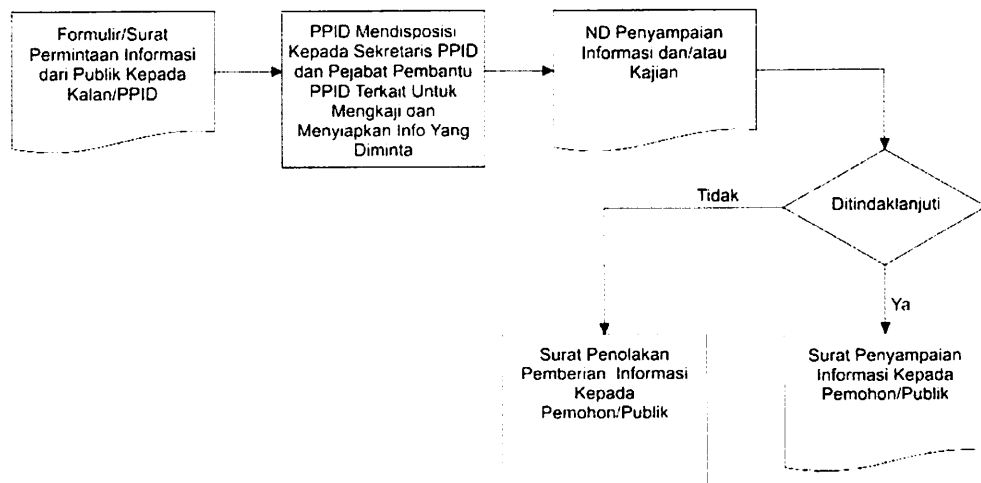 Formulir/Surat
Permintaan Informasi
dari Publik Kepada
Kalan/PPID
PPID Mendisposisi
Kepada Sekretaris PPID
dan Pejabat Pembantu
PPID Terkait Untuk
Mengkaji dan
Menyiapkan Info Yang
Diminta
ND Penyampaian
Informasi dan/atau
Kajian
Ditindaklanjuti
Tidak
Ya
Surat Penolakan
Pemberian Informasi
Kepada
Pemohon/Publik
Surat Penyampaian
Informasi Kepada
Pemohon/Publik